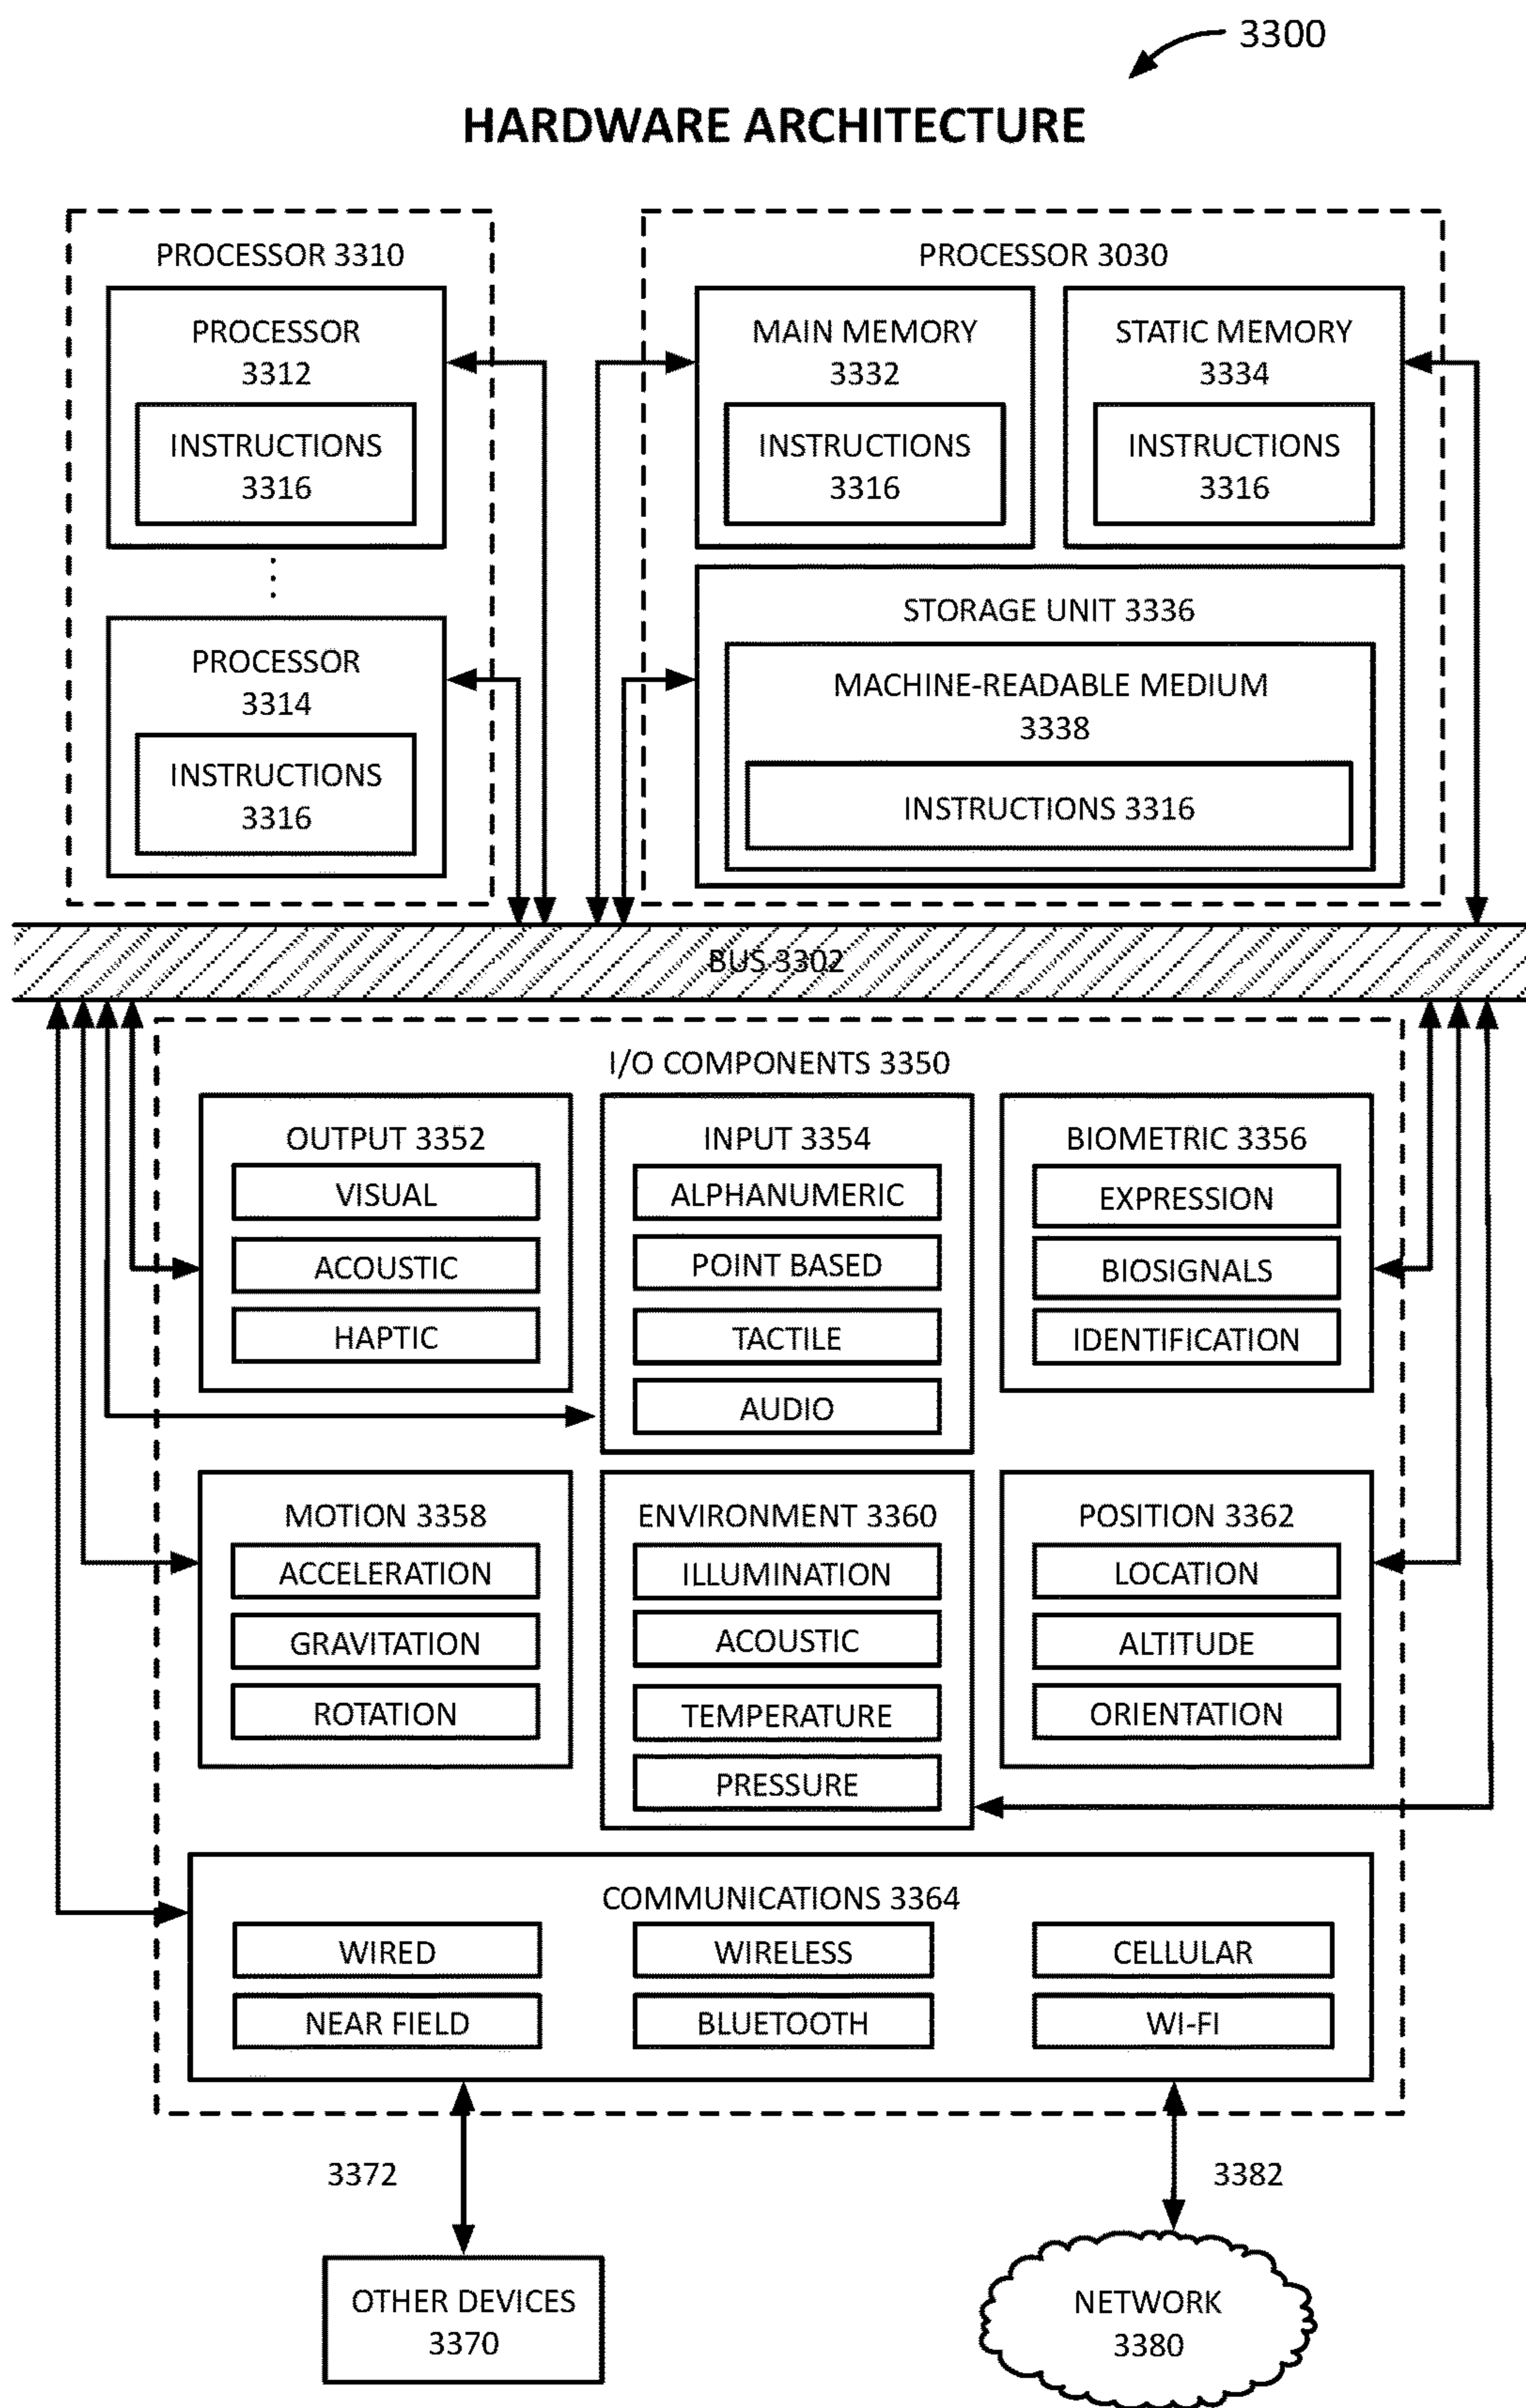 3300
HARDWARE ARCHITECTURE
PROCESSOR 3310
PROCESSOR
3312
INSTRUCTIONS
3316
PROCESSOR
3314
INSTRUCTIONS
3316
PROCESSOR 3030
MAIN MEMORY
3332
INSTRUCTIONS
3316
STATIC MEMORY
3334
INSTRUCTIONS
3316
STORAGE UNIT 3336
MACHINE-READABLE MEDIUM
3338
INSTRUCTIONS 3316
BUS 3302
I/O COMPONENTS 3350
OUTPUT 3352
VISUAL
ACOUSTIC
HAPTIC
INPUT 3354
ALPHANUMERIC
POINT BASED
TACTILE
AUDIO
BIOMETRIC 3356
EXPRESSION
BIOSIGNALS
IDENTIFICATION
MOTION 3358
ACCELERATION
GRAVITATION
ROTATION
ENVIRONMENT 3360
ILLUMINATION
ACOUSTIC
TEMPERATURE
PRESSURE
POSITION 3362
LOCATION
ALTITUDE
ORIENTATION
COMMUNICATIONS 3364
WIRED
WIRELESS
CELLULAR
NEAR FIELD
BLUETOOTH
WI-FI
3372
3382
OTHER DEVICES
3370
NETWORK
3380